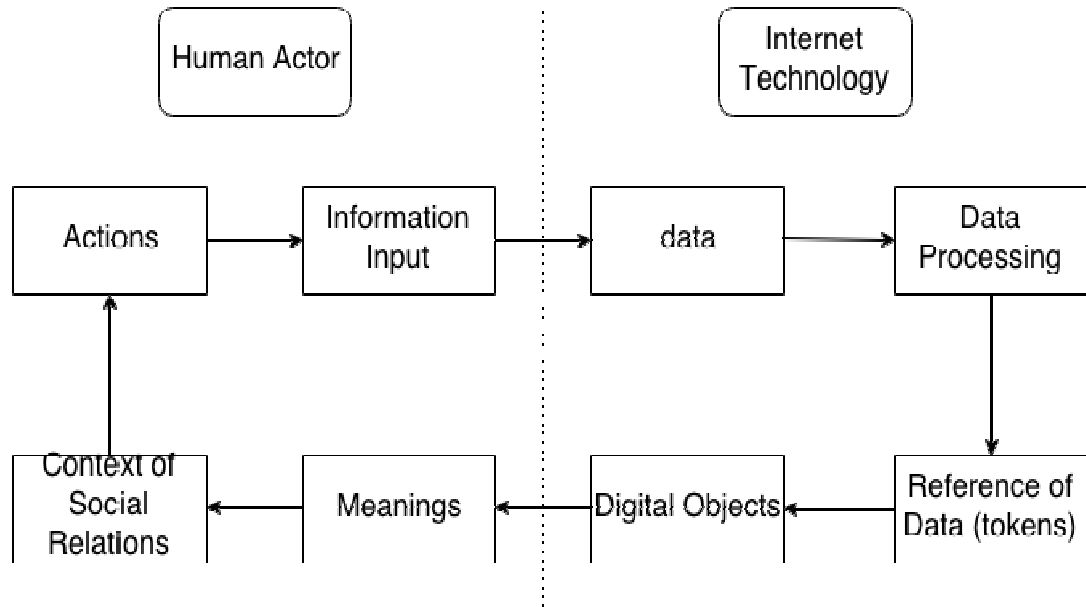 Human Actor
Internet
Technology
Actions
Information
Input
data
Data
Processing
Context of
Social
Relations
Meanings
Digital Objects
Reference of
Data (tokens)